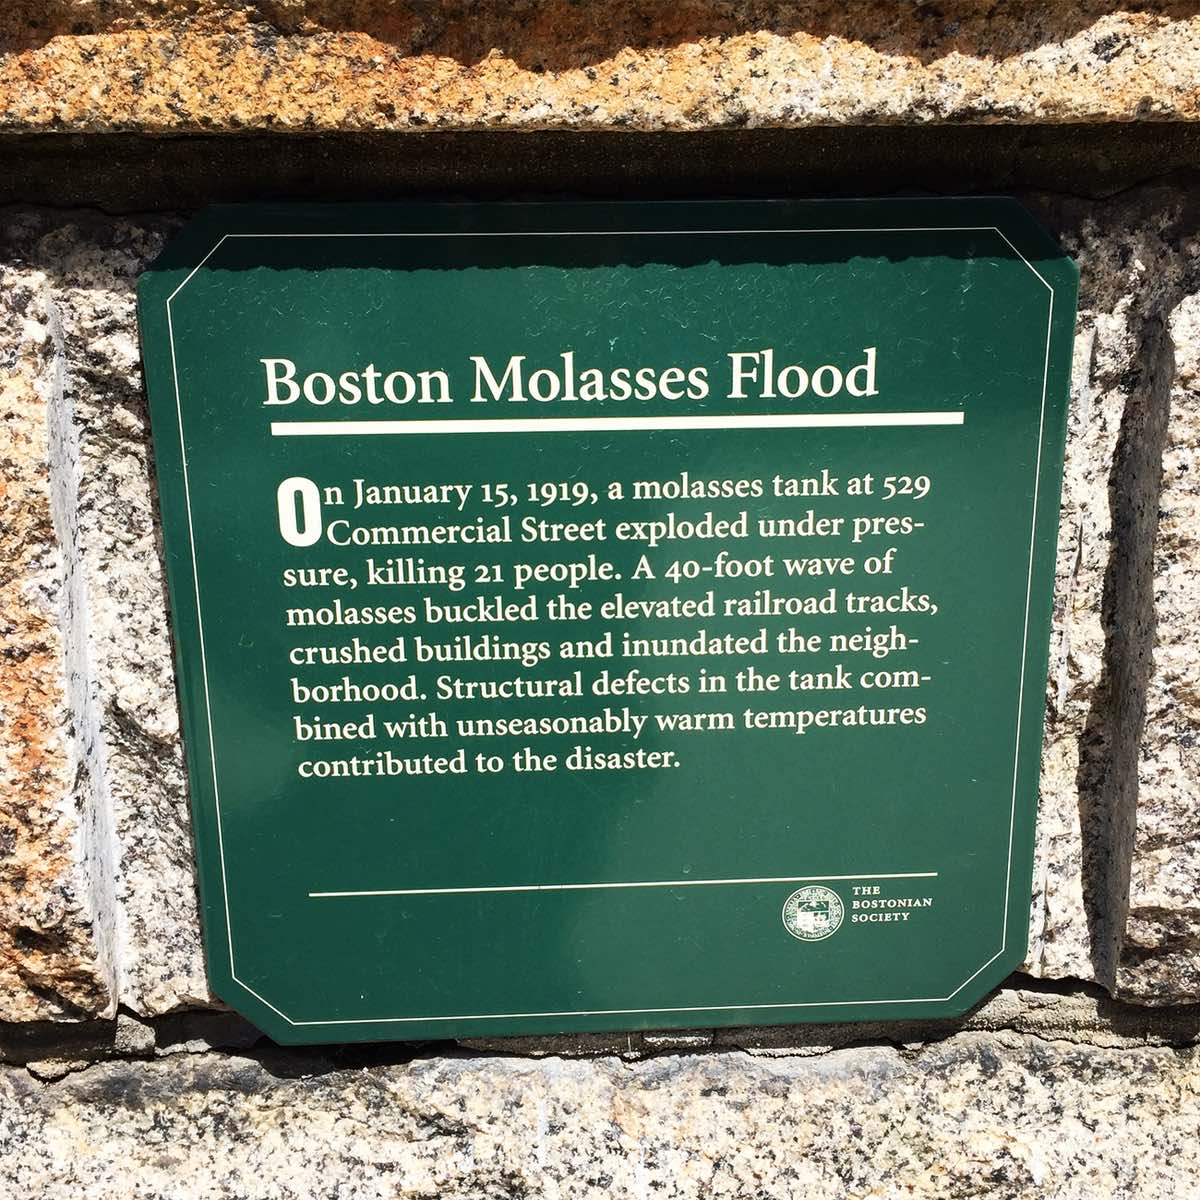 Boston Molasses Flood
On January 15, 1919, a molasses tank at 529
Commercial Street exploded under pres-
sure, killing 21 people. A 40-foot wave of
molasses buckled the elevated railroad tracks,
crushed buildings and inundated the neigh-
borhood. Structural defects in the tank com-
bined with unseasonably warm temperatures
contributed to the disaster.
THE
BOSTONIAN
SOCIETY